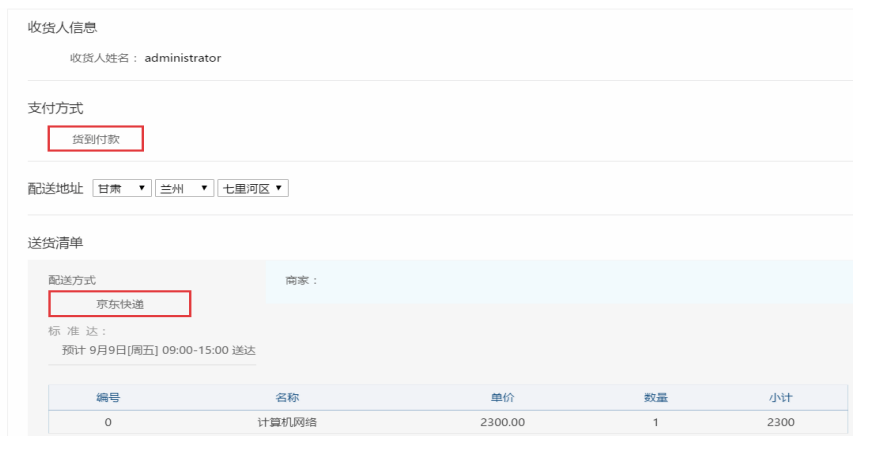 收货人信息
收货人姓名： administrator
支付方式
货到付款
配送地址 甘肃 兰州 七里河区
送货清单
配送方式 商家：
京东快递
标 准 达：
预计 9月9日[周五] 09:00-15:00 送达
编号 名称 单价 数量 小计
0 计算机网络 2300.00 1 2300